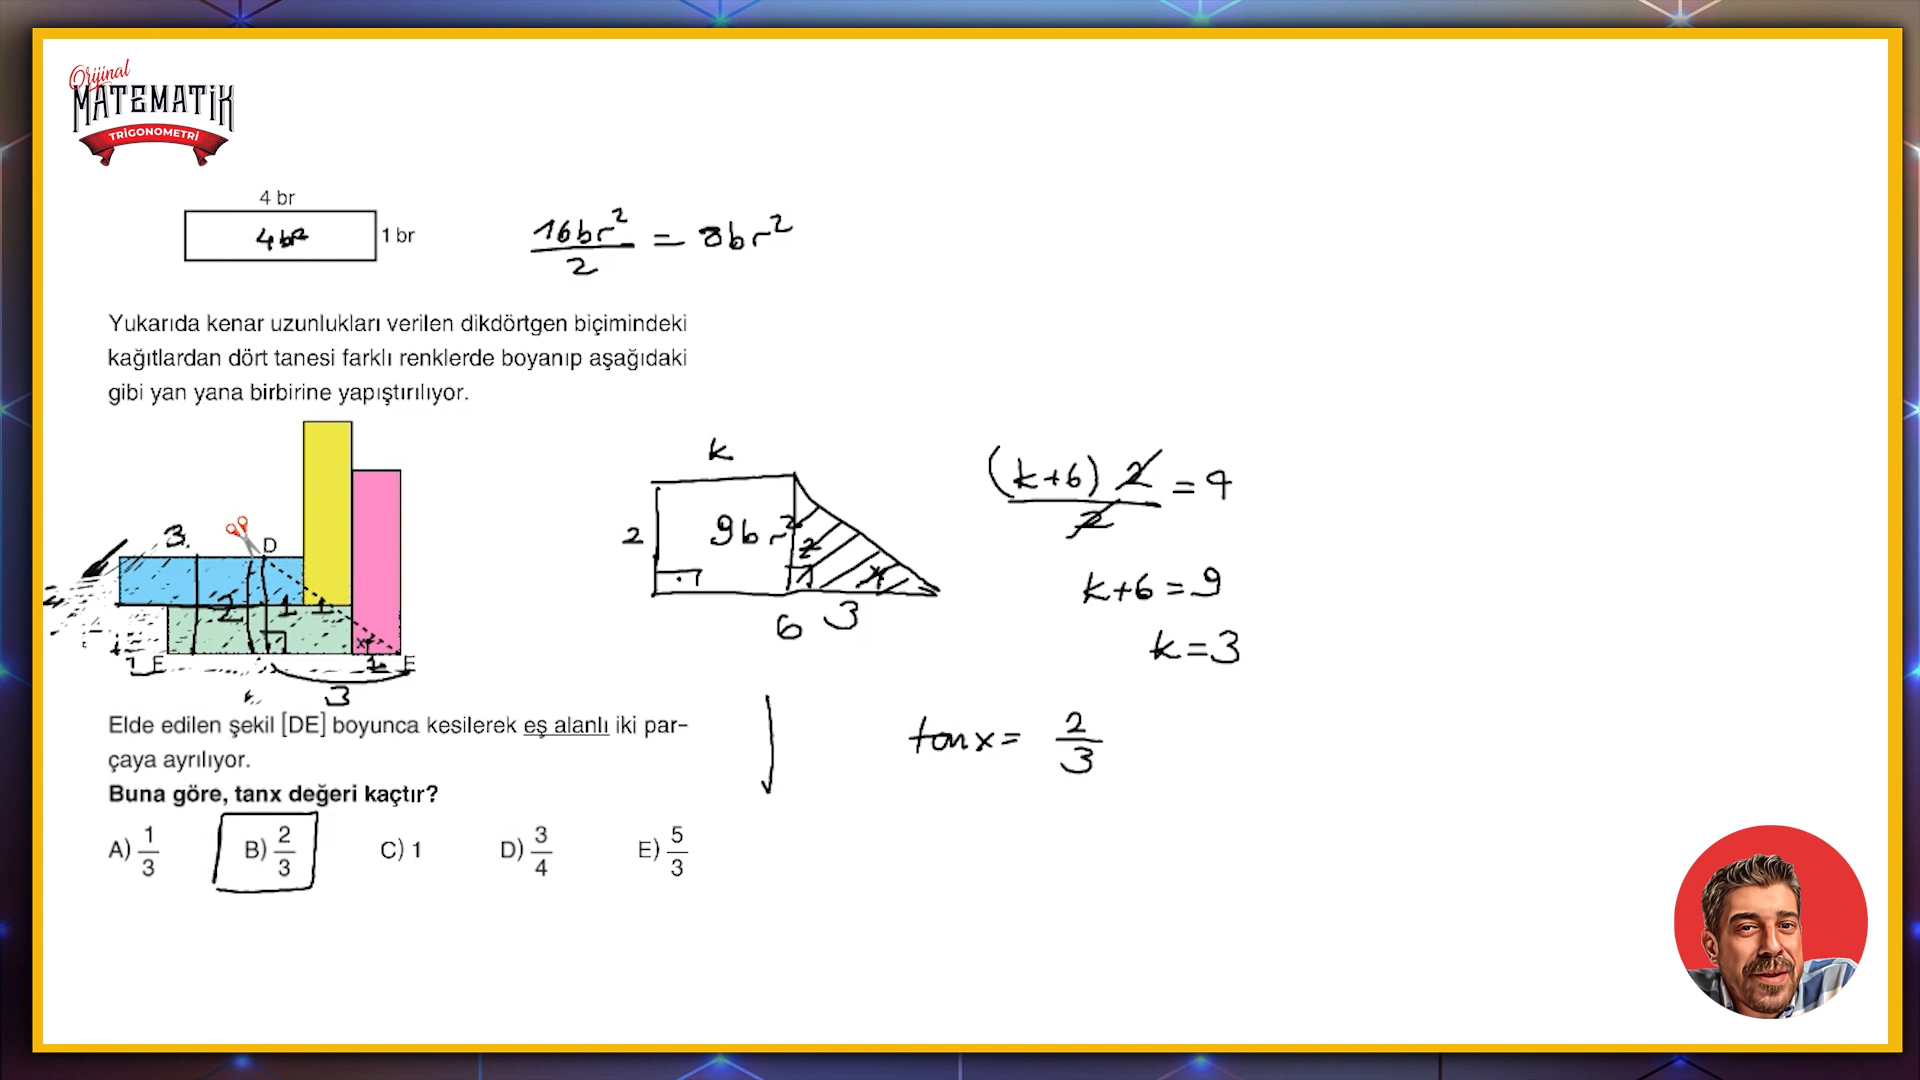 Orijinal
MATEMATİK
TRİGONOMETRİ
4 br
4br²
1 br
16br² / 2 = 8br²
Yukarıda kenar uzunlukları verilen dikdörtgen biçimindeki
kağıtlardan dört tanesi farklı renklerde boyanıp aşağıdaki
gibi yan yana birbirine yapıştırılıyor.
3
D
2 1 1
x
1 F 1 E
3
k
2 9br² 2 x
6 3
(k+6) 2 / 2 = 9
k+6=9
k=3
Elde edilen şekil [DE] boyunca kesilerek eş alanlı iki par-
çaya ayrılıyor.
Buna göre, tanx değeri kaçtır?
tanx = 2/3
A) 1/3 B) 2/3 C) 1 D) 3/4 E) 5/3